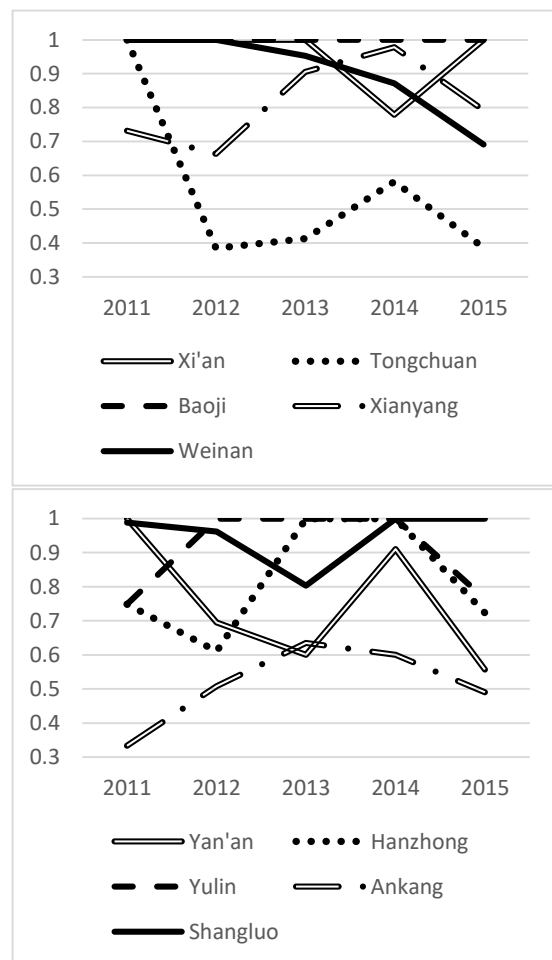 1
0.9
0.8
0.7
0.6
0.5
0.4
0.3
2011 2012 2013 2014 2015
Xi'an Tongchuan
Baoji Xianyang
Weinan
1
0.9
0.8
0.7
0.6
0.5
0.4
0.3
2011 2012 2013 2014 2015
Yan'an Hanzhong
Yulin Ankang
Shangluo